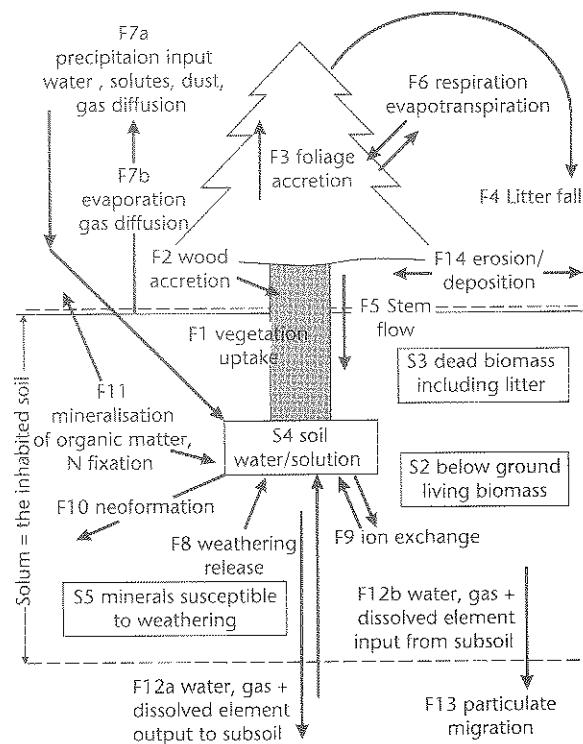 F7a
precipitaion input
water , solutes, dust,
gas diffusion
F6 respiration
evapotranspiration
F7b
evaporation
gas diffusion
F3 foliage
accretion
F4 Litter fall
F2 wood
accretion
F14 erosion/
deposition
F5 Stem
flow
F1 vegetation
uptake
S3 dead biomass
including litter
F11
mineralisation
of organic matter,
N fixation
S4 soil
water/solution
S2 below ground
living biomass
Solum = the inhabited soil
F10 neoformation
F8 weathering
release
F9 ion exchange
S5 minerals susceptible
to weathering
F12b water, gas +
dissolved element
input from subsoil
F12a water, gas +
dissolved element
output to subsoil
F13 particulate
migration